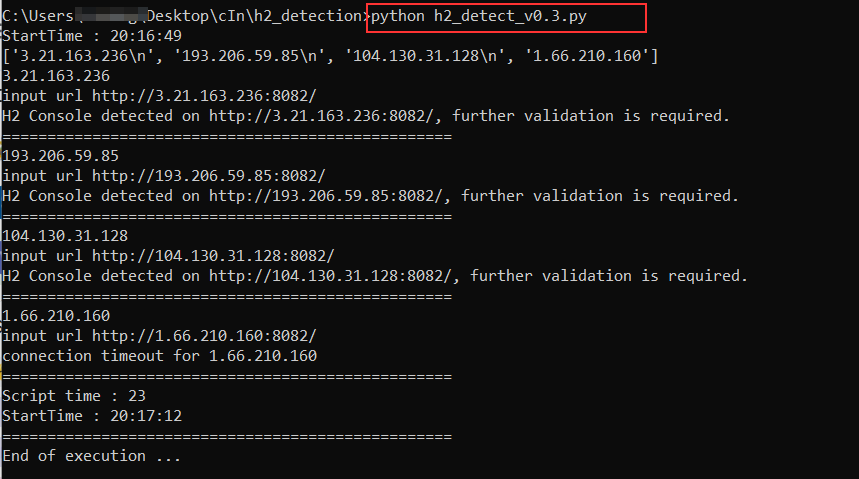 C:\Users\ g\Desktop\cIn\h2_detection>python h2_detect_v0.3.py
StartTime : 20:16:49
['3.21.163.236\n', '193.206.59.85\n', '104.130.31.128\n', '1.66.210.160']
3.21.163.236
input url http://3.21.163.236:8082/
H2 Console detected on http://3.21.163.236:8082/, further validation is required.
==================================================
193.206.59.85
input url http://193.206.59.85:8082/
H2 Console detected on http://193.206.59.85:8082/, further validation is required.
==================================================
104.130.31.128
input url http://104.130.31.128:8082/
H2 Console detected on http://104.130.31.128:8082/, further validation is required.
==================================================
1.66.210.160
input url http://1.66.210.160:8082/
connection timeout for 1.66.210.160
==================================================
Script time : 23
StartTime : 20:17:12
==================================================
End of execution ...